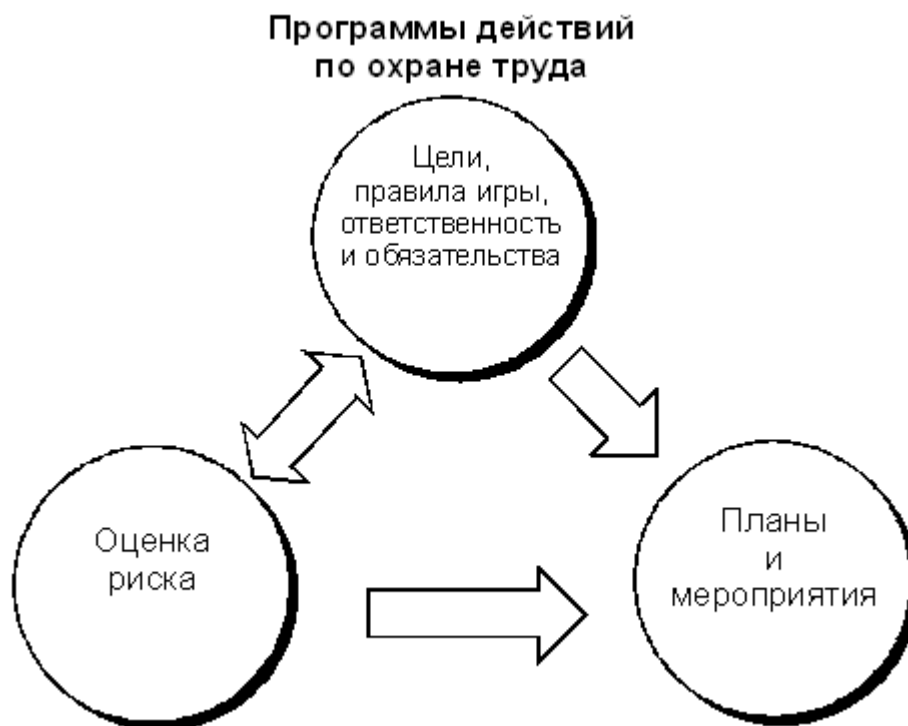 Программы действий
по охране труда
Цели,
правила игры,
ответственность
и обязательства
Оценка
риска
Планы
и
мероприятия